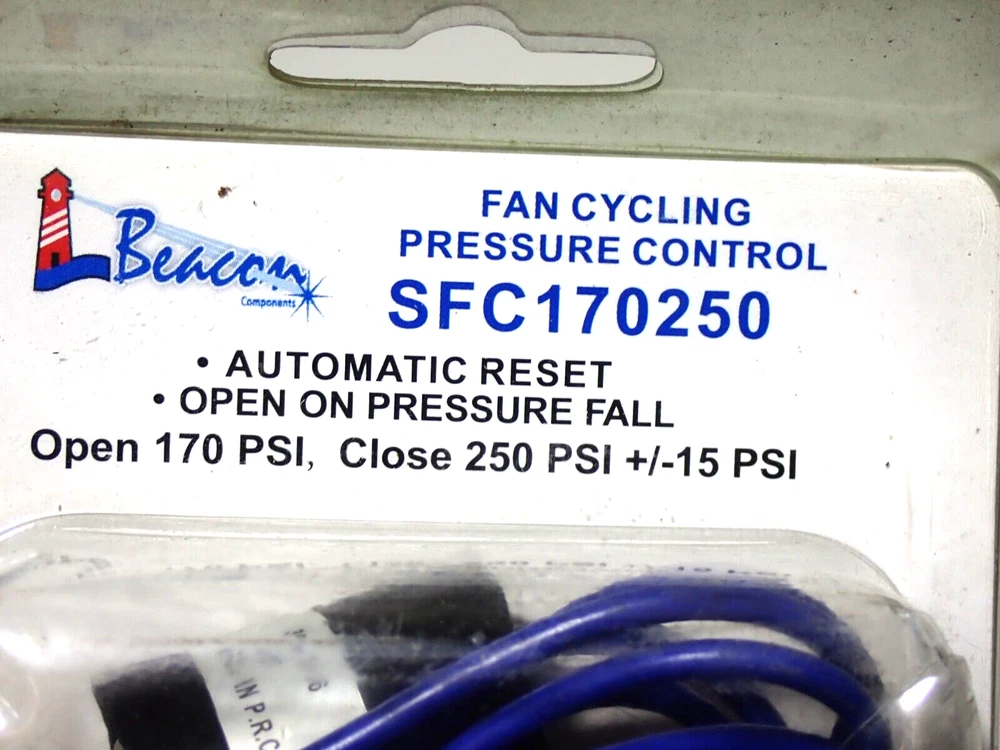 Beacon
Components
FAN CYCLING
PRESSURE CONTROL
SFC170250
• AUTOMATIC RESET
• OPEN ON PRESSURE FALL
Open 170 PSI, Close 250 PSI +/-15 PSI
IN P.R.C